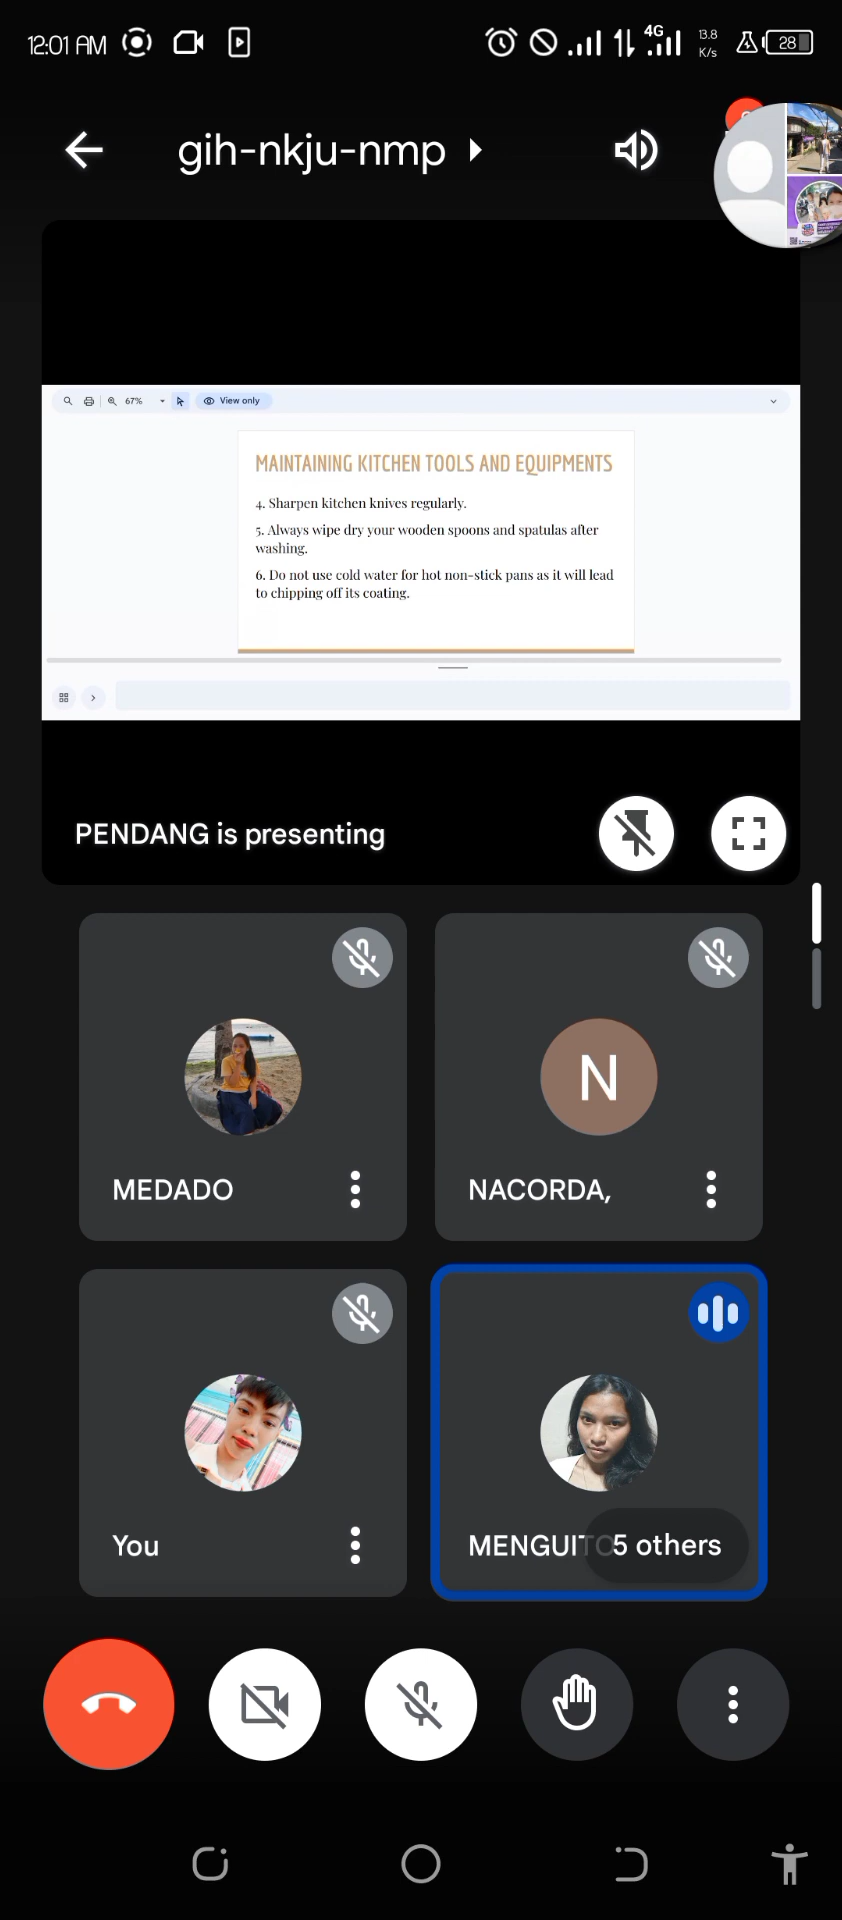 12:01 AM 4G 13.8 K/s 28
gih-nkju-nmp
67% View only
MAINTAINING KITCHEN TOOLS AND EQUIPMENTS
4. Sharpen kitchen knives regularly.
5. Always wipe dry your wooden spoons and spatulas after
washing.
6. Do not use cold water for hot non-stick pans as it will lead
to chipping off its coating.
PENDANG is presenting
MEDADO
N
NACORDA,
You
MENGUITO
5 others